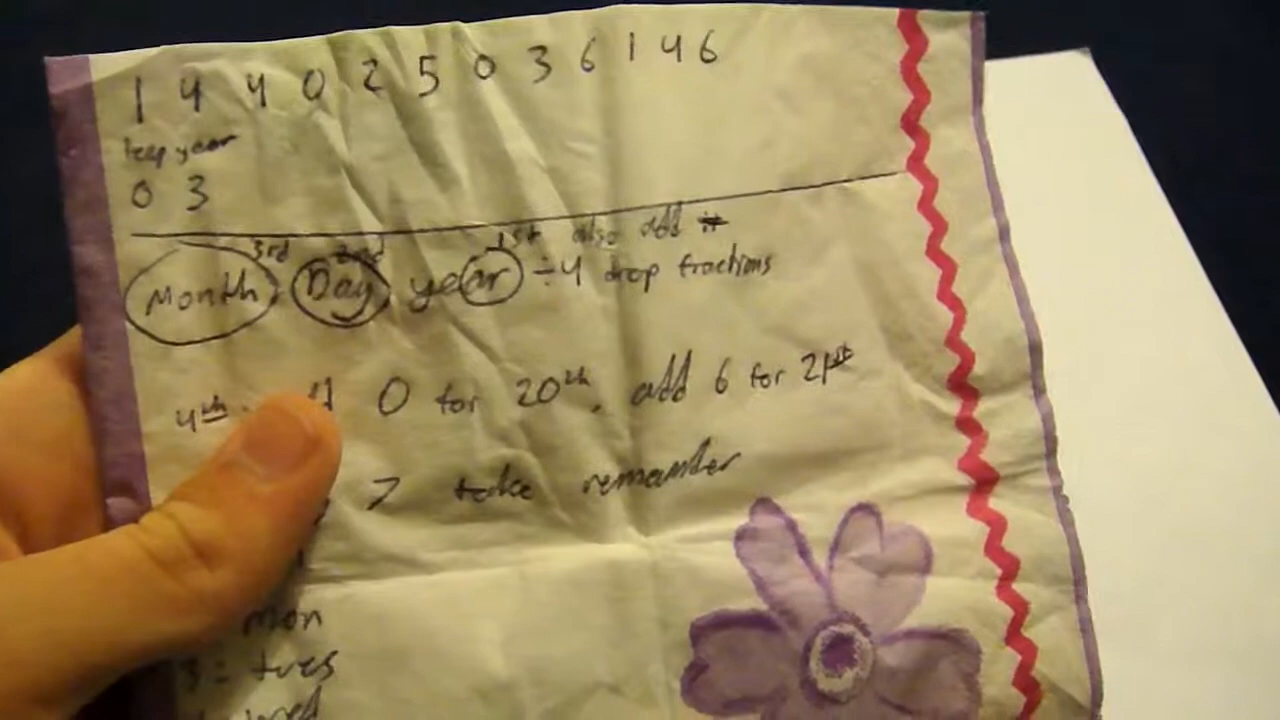 1 4 4 0 2 5 0 3 6 1 4 6
leap year
0 3
3rd 2nd 1st also add
Month Day year ÷4 drop fractions
4th 0 for 20th, add 6 for 21st
7 take remainder
mon
3 = tues
wed